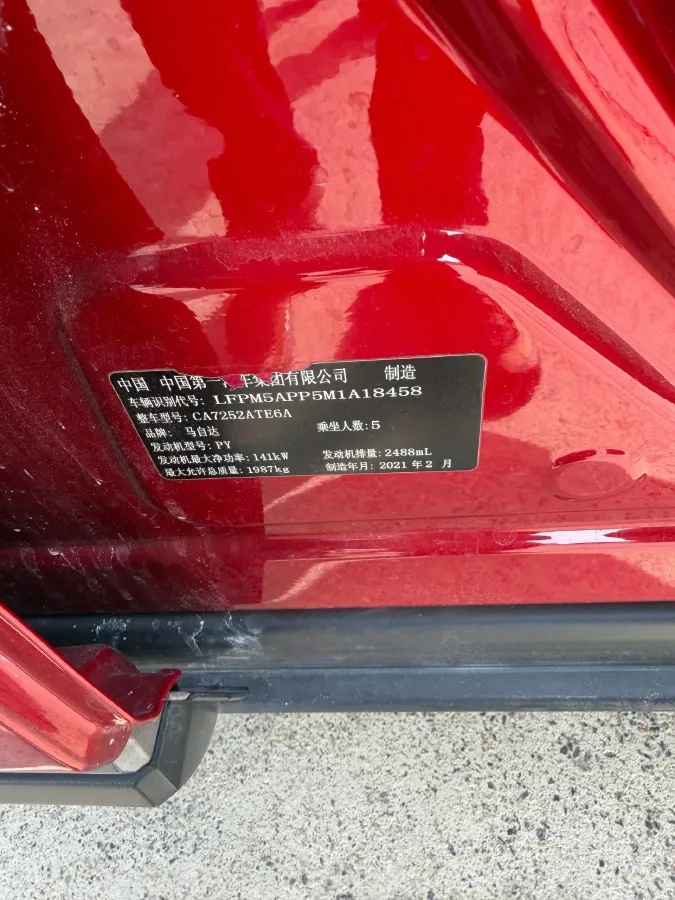 中国 中国第一汽车集团有限公司 制造
车辆识别代号: LFPM5APP5M1A18458
整车型号: CA7252ATE6A
品牌: 马自达 乘坐人数: 5
发动机型号: PY
发动机最大净功率: 141kW 发动机排量: 2488mL
最大允许总质量: 1987kg 制造年月: 2021 年 2 月